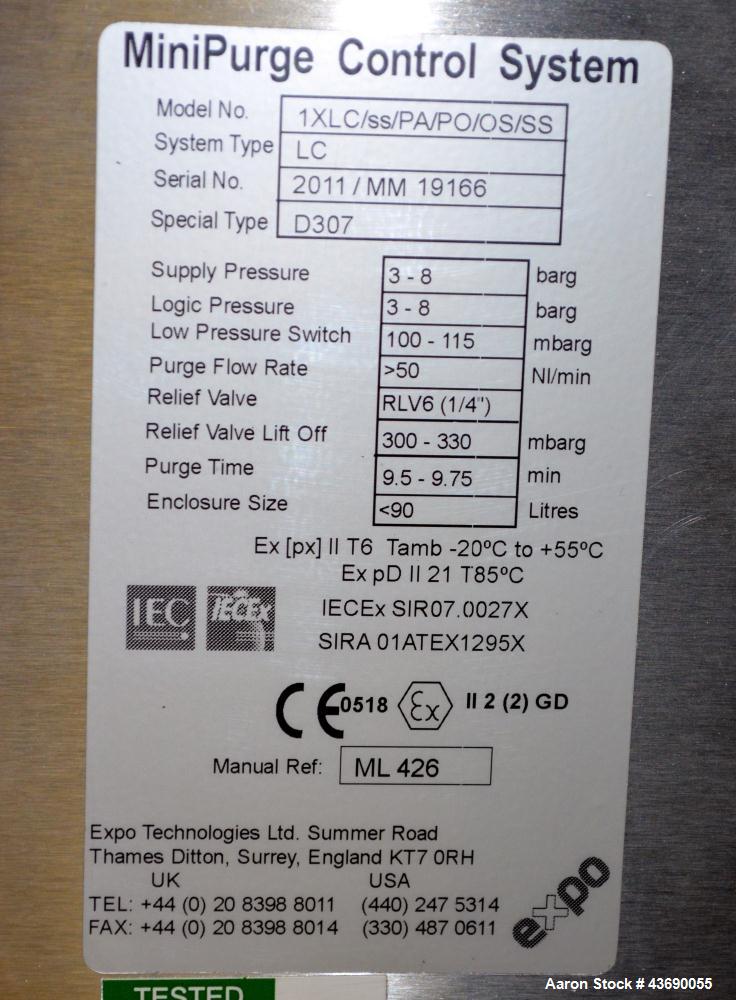 MiniPurge Control System
Model No. 1XLC/ss/PA/PO/OS/SS
System Type LC
Serial No. 2011 / MM 19166
Special Type D307
Supply Pressure 3 - 8 barg
Logic Pressure 3 - 8 barg
Low Pressure Switch 100 - 115 mbarg
Purge Flow Rate >50 Nl/min
Relief Valve RLV6 (1/4")
Relief Valve Lift Off 300 - 330 mbarg
Purge Time 9.5 - 9.75 min
Enclosure Size <90 Litres
Ex [px] II T6 Tamb -20ºC to +55ºC
Ex pD II 21 T85ºC
IEC IECEx IECEx SIR07.0027X
SIRA 01ATEX1295X
CE 0518 Ex II 2 (2) GD
Manual Ref: ML 426
Expo Technologies Ltd. Summer Road
Thames Ditton, Surrey, England KT7 0RH
UK USA
TEL: +44 (0) 20 8398 8011 (440) 247 5314
FAX: +44 (0) 20 8398 8014 (330) 487 0611
expo
TESTED
Aaron Stock # 43690055